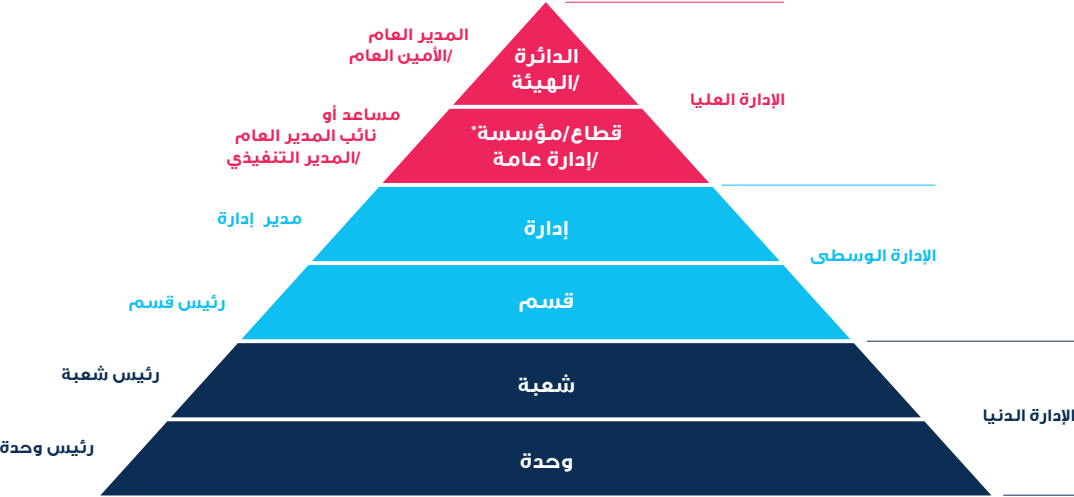 المدير العام
/الأمين العام
الدائرة
/الهيئة
الإدارة العليا
مساعد أو
نائب المدير العام
/المدير التنفيذي
قطاع/مؤسسة*
/إدارة عامة
مدير إدارة
إدارة
الإدارة الوسطى
رئيس قسم
قسم
رئيس شعبة
شعبة
الإدارة الدنيا
رئيس وحدة
وحدة